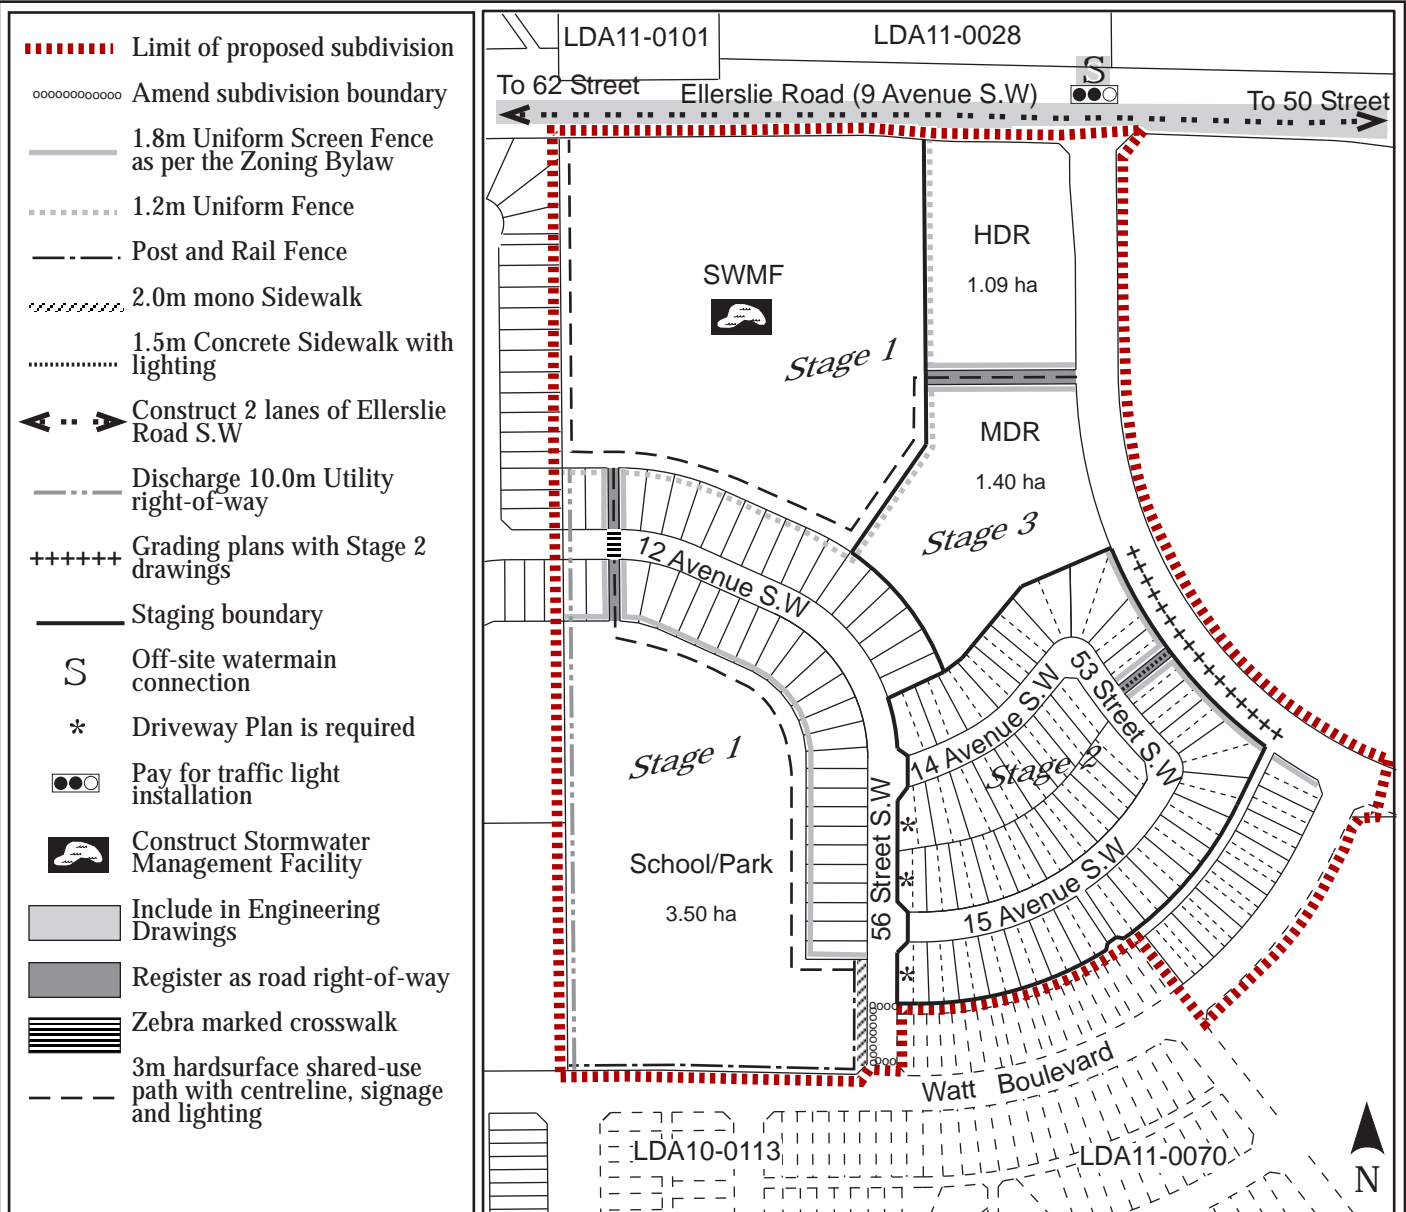 Limit of proposed subdivision
Amend subdivision boundary
1.8m Uniform Screen Fence
as per the Zoning Bylaw
1.2m Uniform Fence
Post and Rail Fence
2.0m mono Sidewalk
1.5m Concrete Sidewalk with
lighting
Construct 2 lanes of Ellerslie
Road S.W
Discharge 10.0m Utility
right-of-way
Grading plans with Stage 2
drawings
Staging boundary
S
Off-site watermain
connection
*
Driveway Plan is required
Pay for traffic light
installation
Construct Stormwater
Management Facility
Include in Engineering
Drawings
Register as road right-of-way
Zebra marked crosswalk
3m hardsurface shared-use
path with centreline, signage
and lighting
LDA11-0101
LDA11-0028
S
To 62 Street
Ellerslie Road (9 Avenue S.W)
To 50 Street
HDR
1.09 ha
SWMF
Stage 1
MDR
1.40 ha
Stage 3
12 Avenue S.W
53 Street S.W
14 Avenue S.W
Stage 2
Stage 1
56 Street S.W
*
*
*
School/Park
3.50 ha
15 Avenue S.W
Watt Boulevard
LDA10-0113
LDA11-0070
N